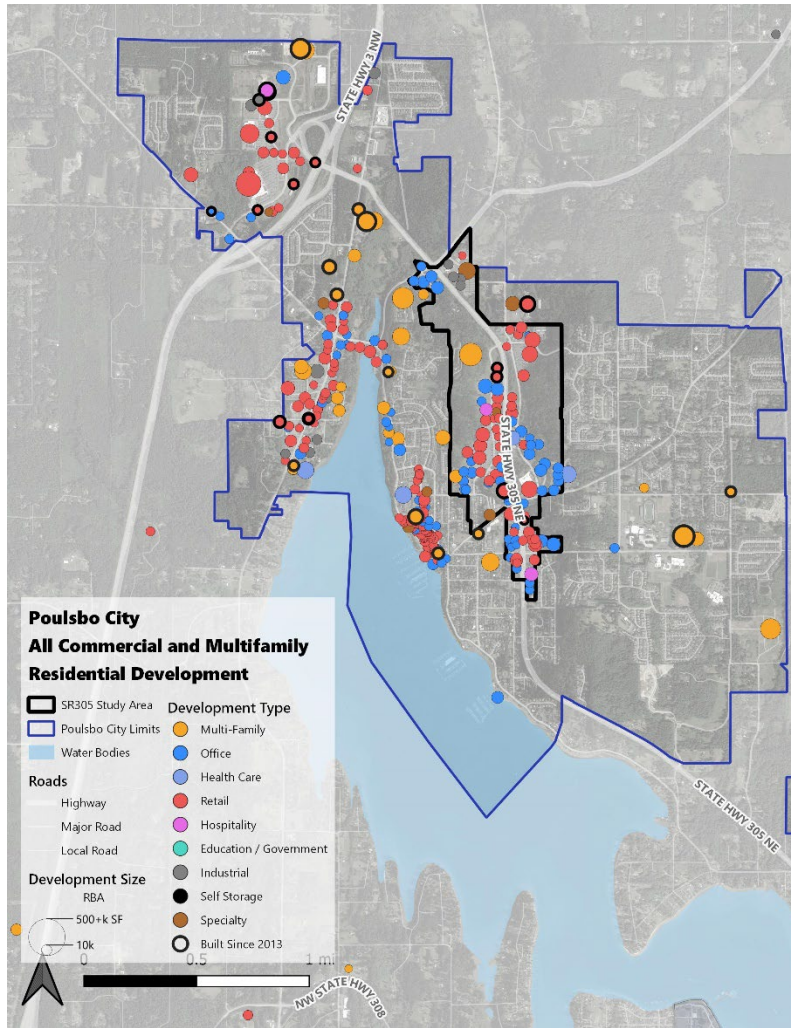 STATE HWY 3 NW
STATE HWY 305 NE
STATE HWY 305 NE
NW STATE HWY 308
Poulsbo City
All Commercial and Multifamily
Residential Development
SR305 Study Area
Poulsbo City Limits
Water Bodies
Roads
Highway
Major Road
Local Road
Development Size
RBA
500+k SF
10k
Development Type
Multi-Family
Office
Health Care
Retail
Hospitality
Education / Government
Industrial
Self Storage
Specialty
Built Since 2013
0 0.5 1 mi